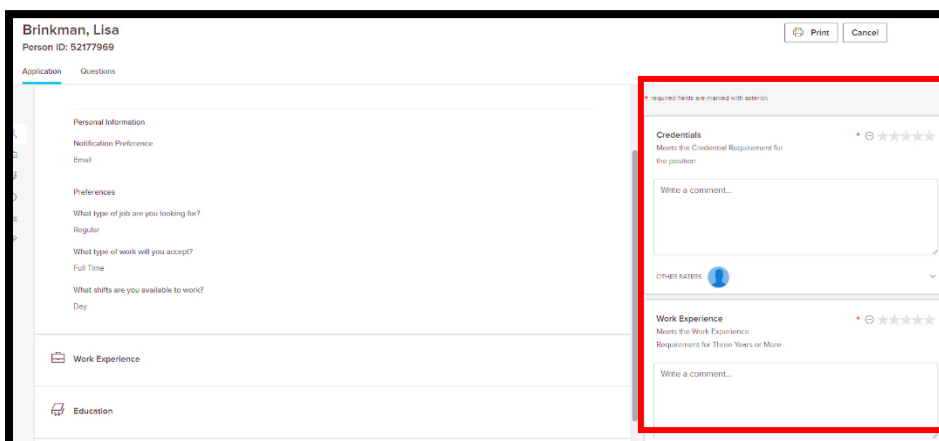 Brinkman, Lisa
Person ID: 52177969
Print
Cancel
Application
Questions
Personal Information
Notification Preference
Email
Preferences
What type of job are you looking for?
Regular
What type of work will you accept?
Full Time
What shifts are you available to work?
Day
Work Experience
Education
* required fields are marked with asterisk
Credentials *
Meets the Credential Requirement for
the position
Write a comment...
OTHER RATERS
Work Experience *
Meets the Work Experience
Requirement for Three Years or More
Write a comment...